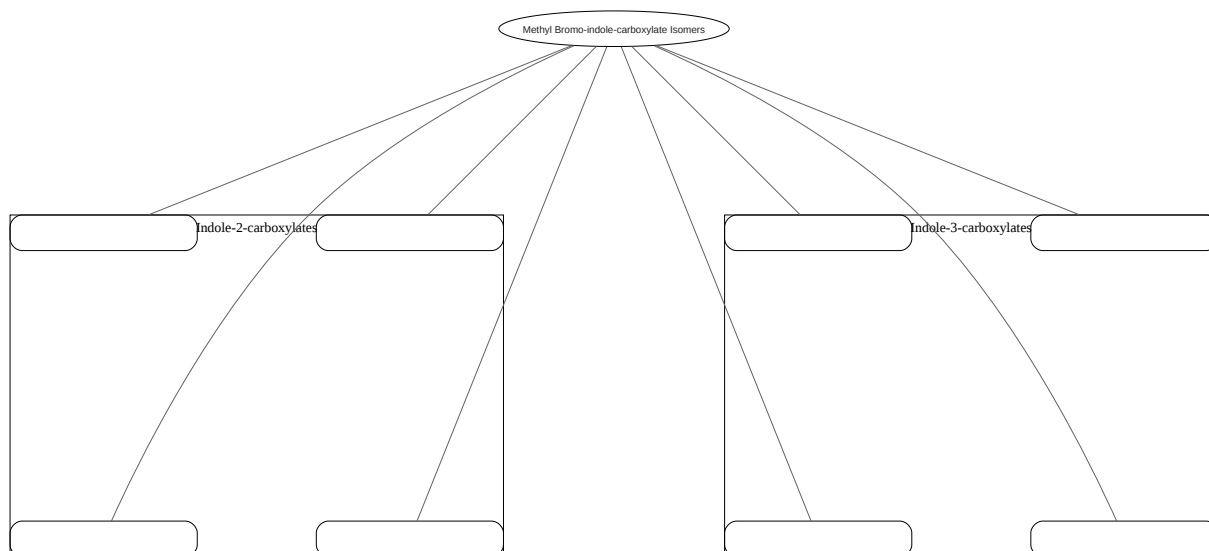 Methyl Bromo-indole-carboxylate Isomers
Indole-2-carboxylates
Indole-3-carboxylates